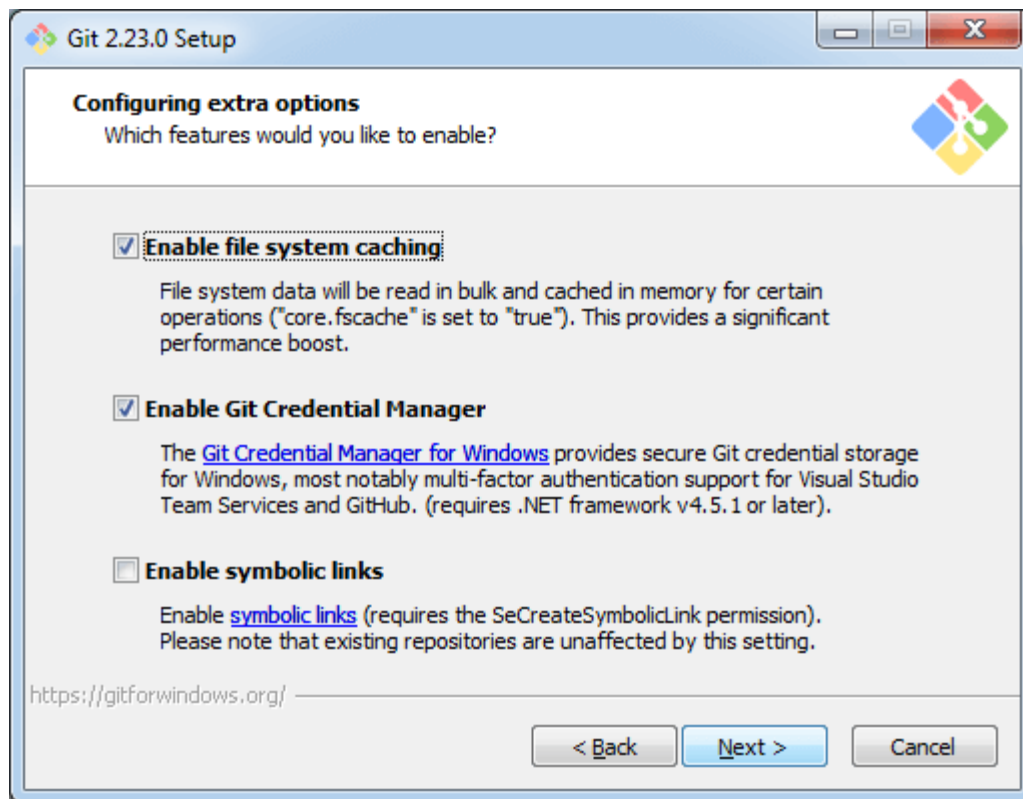 Git 2.23.0 Setup
Configuring extra options
Which features would you like to enable?
Enable file system caching
File system data will be read in bulk and cached in memory for certain
operations ("core.fscache" is set to "true"). This provides a significant
performance boost.
Enable Git Credential Manager
The Git Credential Manager for Windows provides secure Git credential storage
for Windows, most notably multi-factor authentication support for Visual Studio
Team Services and GitHub. (requires .NET framework v4.5.1 or later).
Enable symbolic links
Enable symbolic links (requires the SeCreateSymbolicLink permission).
Please note that existing repositories are unaffected by this setting.
https://gitforwindows.org/
< Back
Next >
Cancel